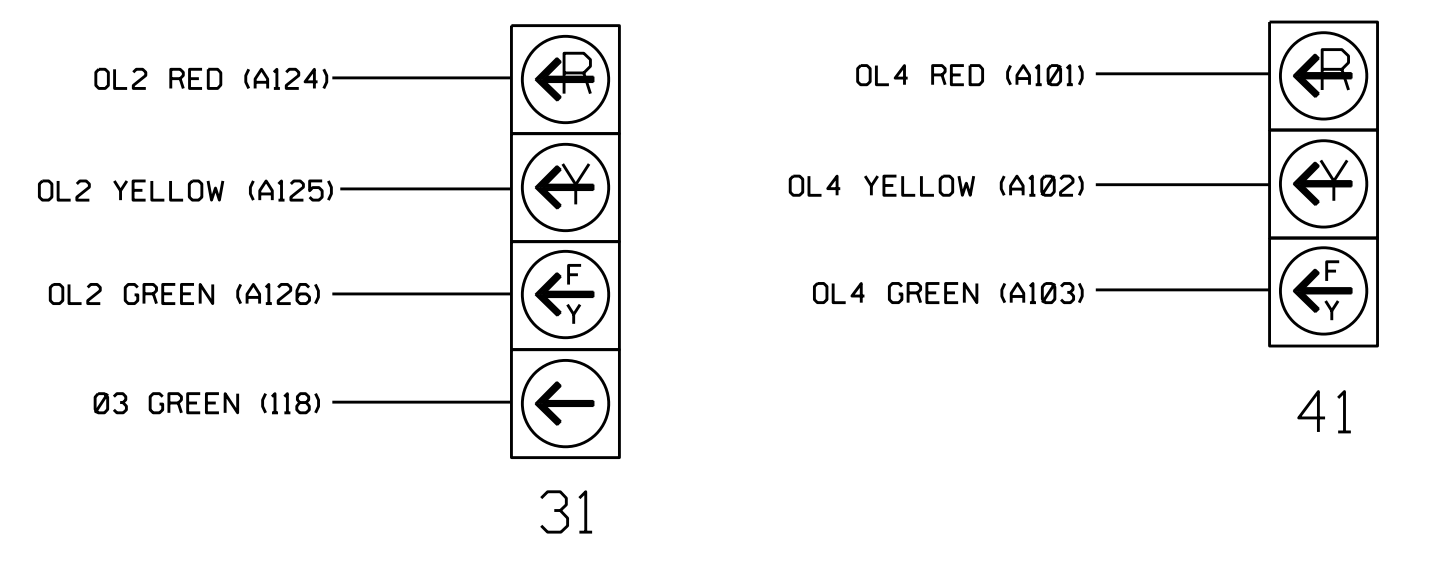 OL2 RED (A124)
R
OL2 YELLOW (A125)
Y
OL2 GREEN (A126)
F
Y
Ø3 GREEN (118)
31
OL4 RED (A101)
R
OL4 YELLOW (A102)
Y
OL4 GREEN (A103)
F
Y
41